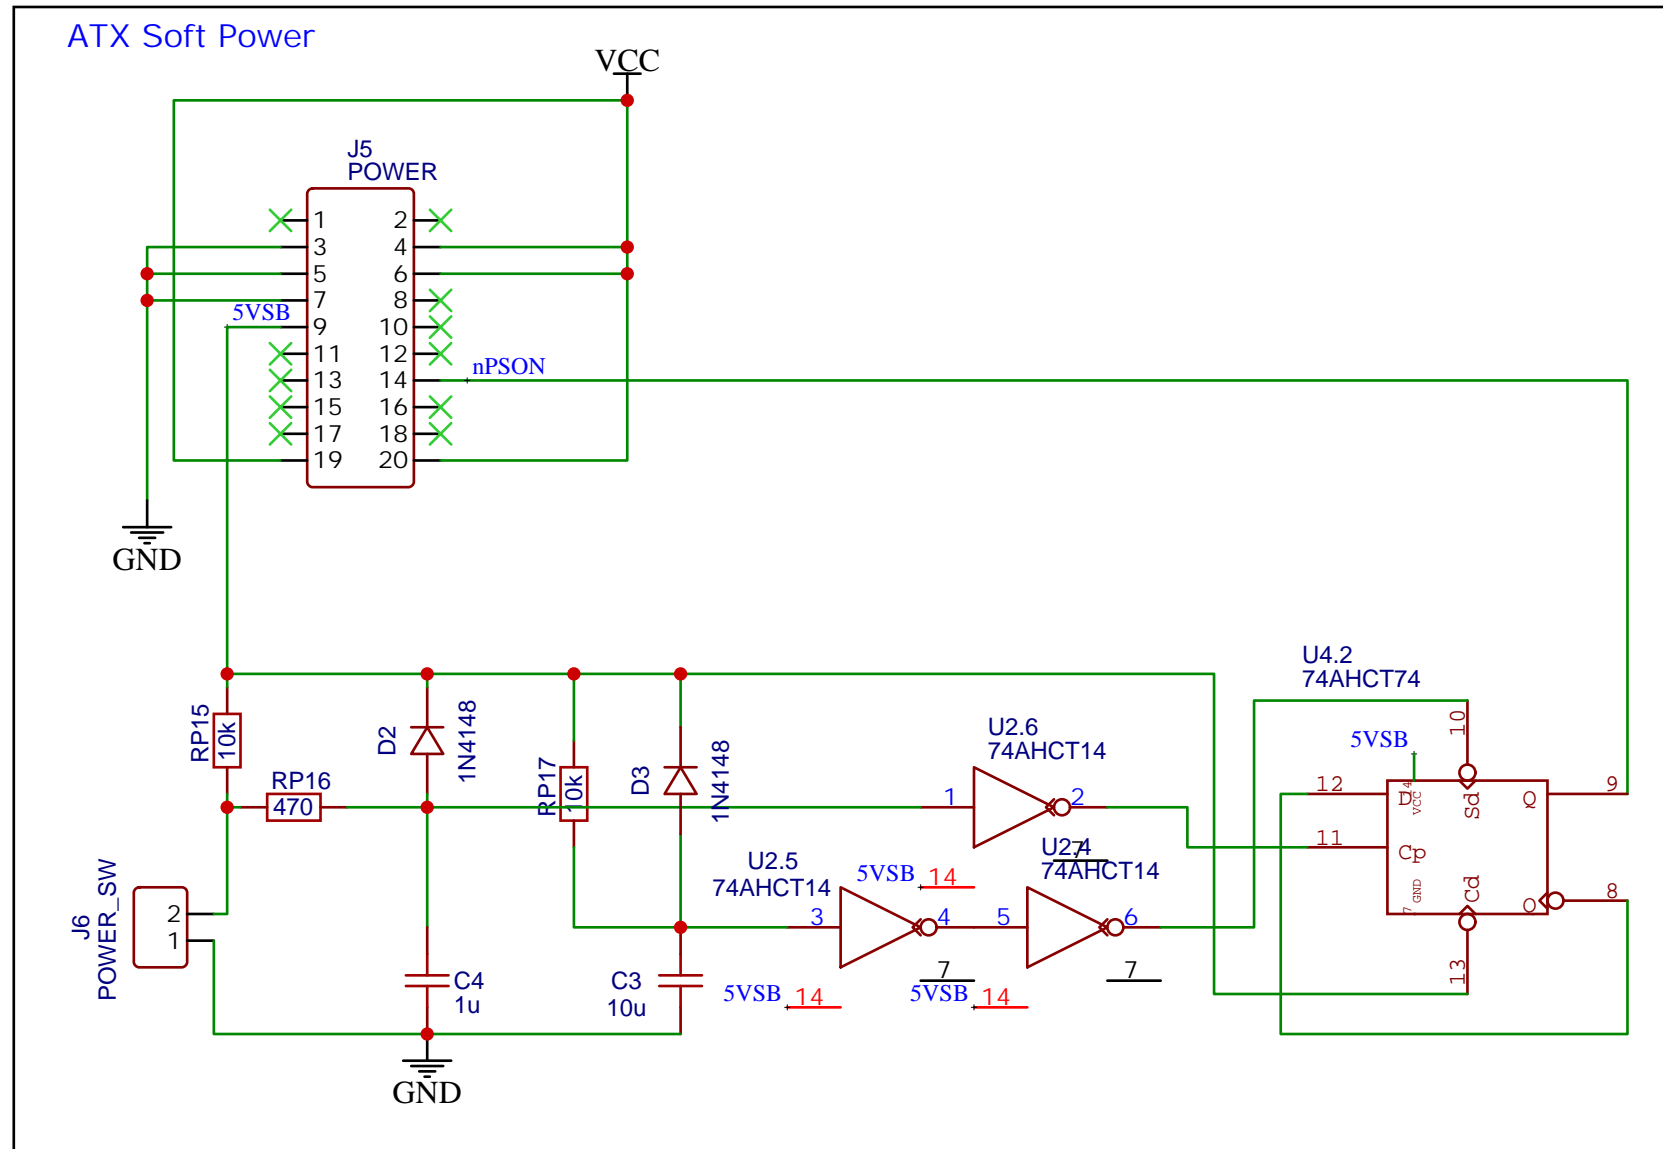 ATX Soft Power
VCC
J5
POWER
1 2
3 4
5 6
7 8
5VSB
9 10
11 12
13 14
nPSON
15 16
17 18
19 20
GND
RP15
10k
RP16
470
D2
1N4148
RP17
10k
D3
1N4148
U2.6
74AHCT14
1 2
7
U2.5
74AHCT14
3 4
5VSB 14
7
5VSB 14
U2.4
74AHCT14
5 6
7
5VSB 14
U4.2
74AHCT74
5VSB
10
12 D
14
VCC
Sd
Q 9
11 Cp
7 GND
Cd
Q 8
13
J6
POWER_SW
2
1
C4
1u
C3
10u
GND